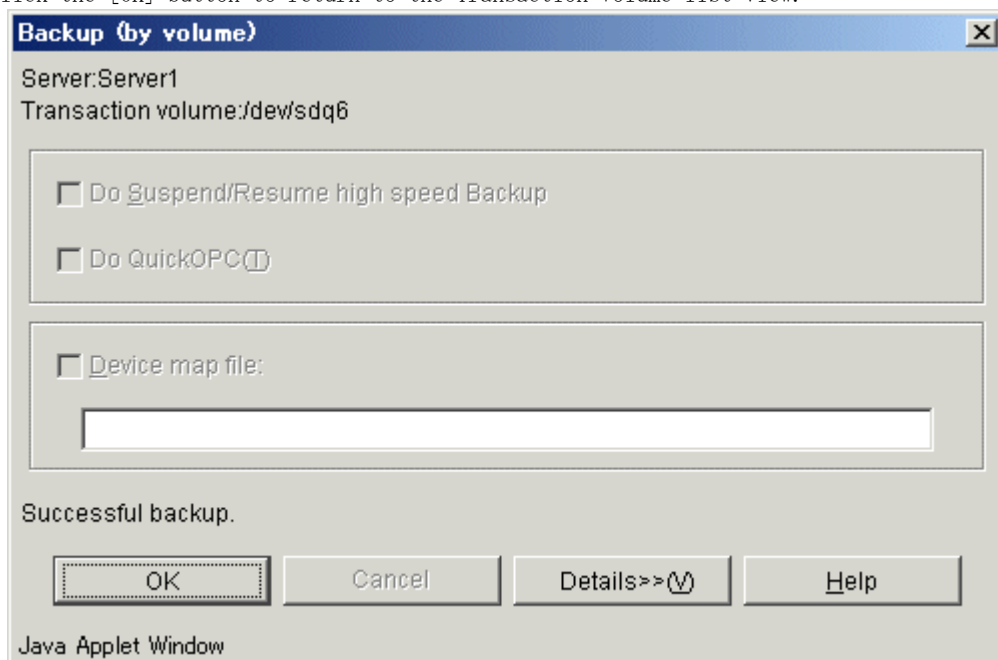 Click the [OK] button to return to the Transaction volume list view.
Backup (by volume)
Server:Server1
Transaction volume:/dev/sdq6
Do Suspend/Resume high speed Backup
Do QuickOPC(T)
Device map file:
Successful backup.
OK Cancel Details>>(V) Help
Java Applet Window